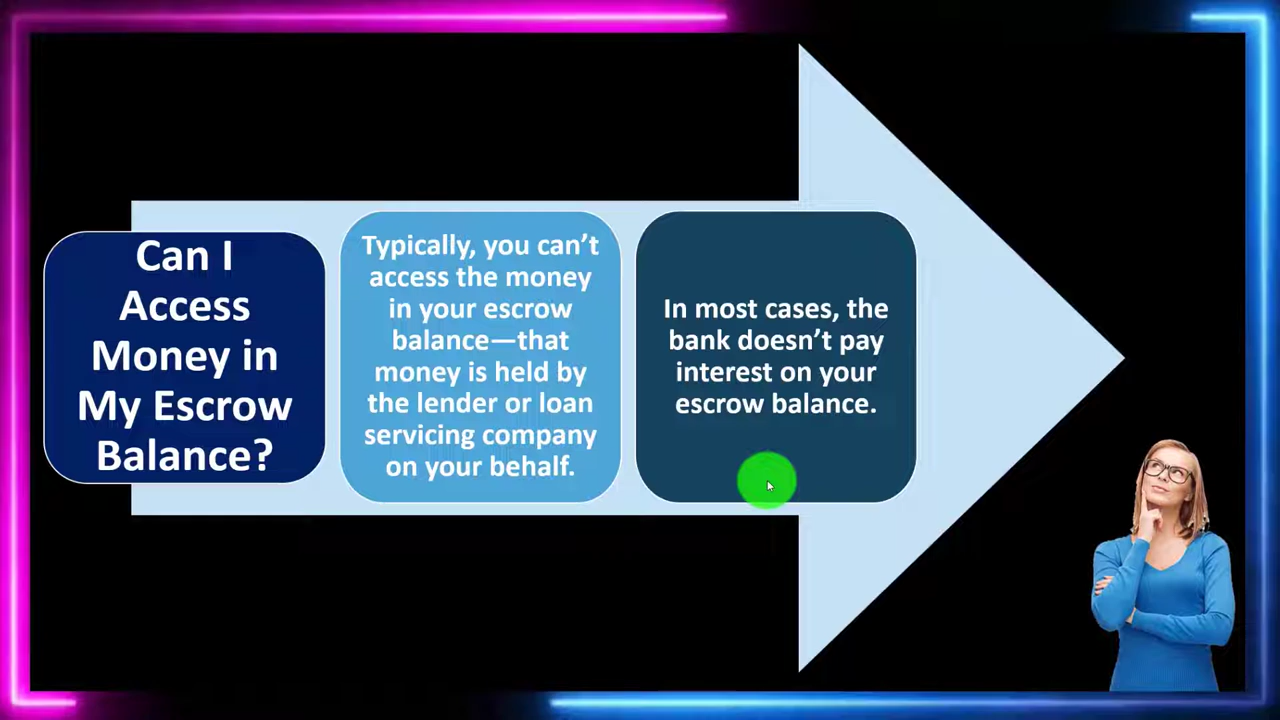 Can I
Access
Money in
My Escrow
Balance?
Typically, you can’t
access the money
in your escrow
balance—that
money is held by
the lender or loan
servicing company
on your behalf.
In most cases, the
bank doesn’t pay
interest on your
escrow balance.